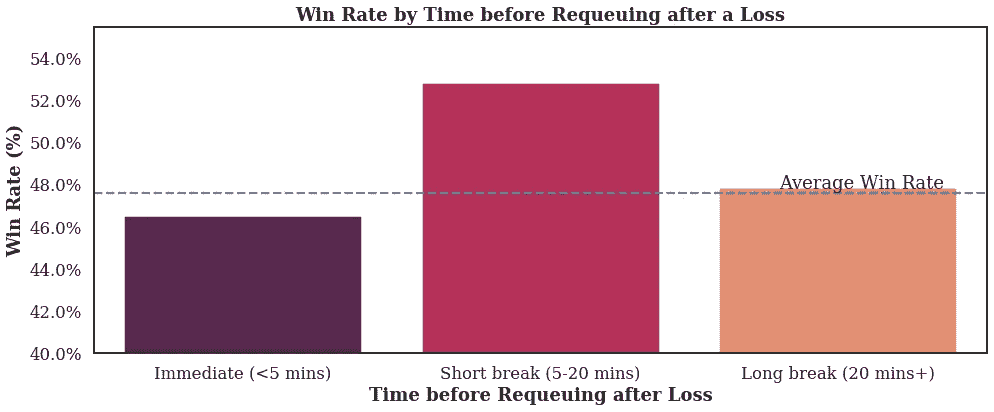 Win Rate by Time before Requeuing after a Loss
Win Rate (%)
54.0%
52.0%
50.0%
48.0%
46.0%
44.0%
42.0%
40.0%
Average Win Rate
Immediate (<5 mins)
Short break (5-20 mins)
Long break (20 mins+)
Time before Requeuing after Loss